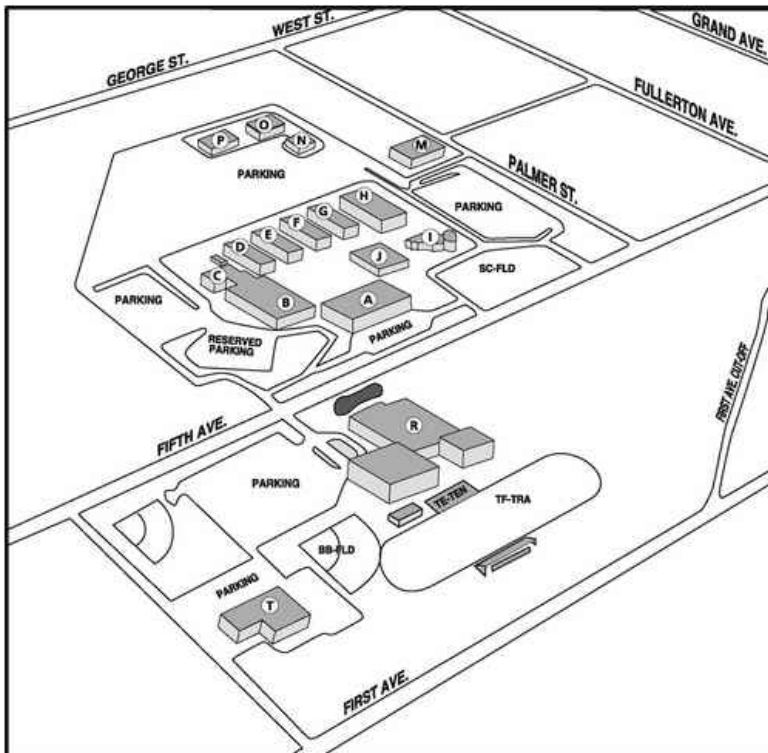 WEST ST.
GRAND AVE.
GEORGE ST.
FULLERTON AVE.
O
P
N
M
PARKING
PALMER ST.
H
PARKING
G
F
E
I
D
J
SC-FLD
C
B
A
PARKING
PARKING
RESERVED
PARKING
FIRST AVE. CUT-OFF
FIFTH AVE.
R
PARKING
TE-TEN
TF-TRA
BB-FLD
PARKING
T
FIRST AVE.